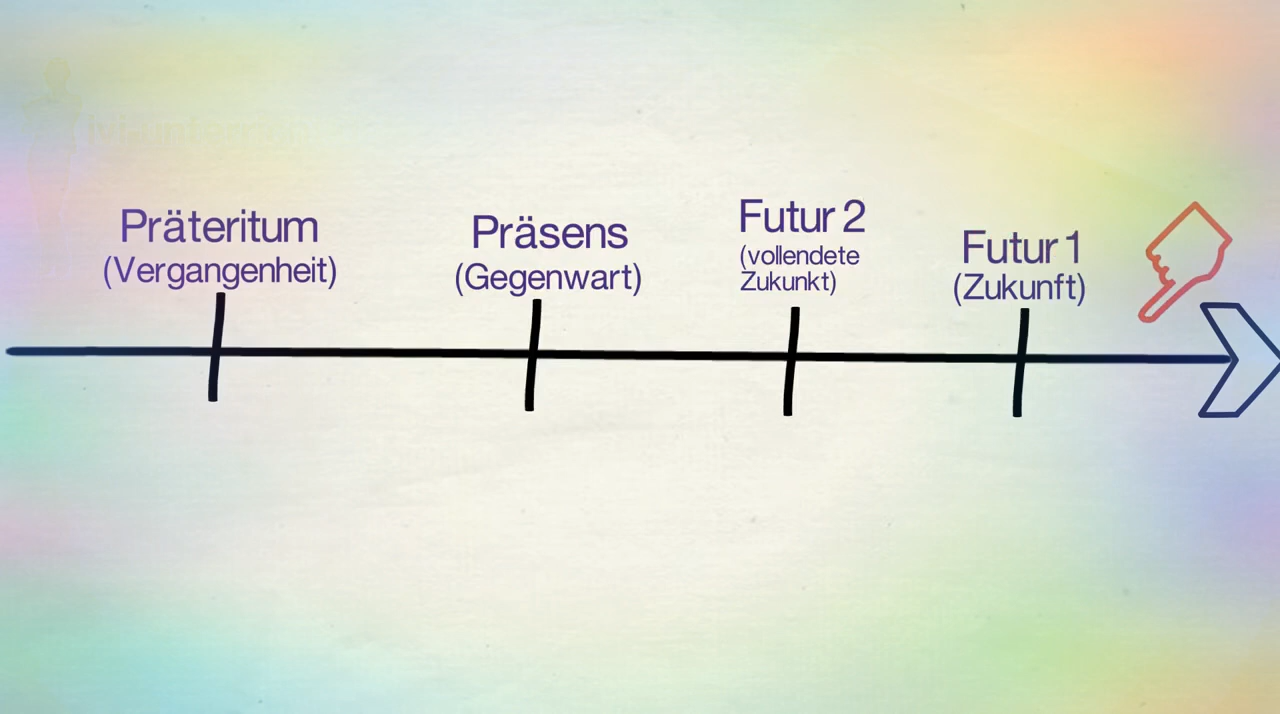 Präteritum
(Vergangenheit)
Präsens
(Gegenwart)
Futur 2
(vollendete
Zukunkt)
Futur 1
(Zukunft)